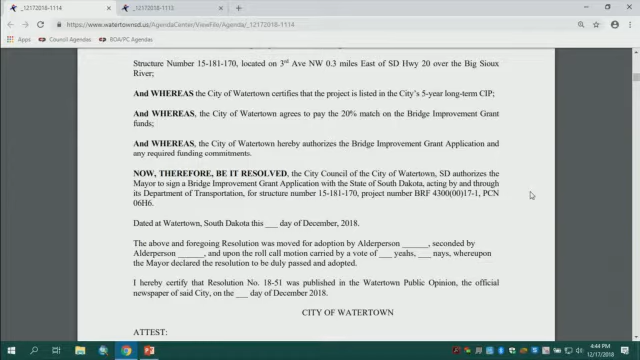 _12172018-1114
_12172018-1113
https://www.watertownsd.us/AgendaCenter/ViewFile/Agenda/_12172018-1114
Apps
Council Agendas
BOA/PC Agendas
Structure Number 15-181-170, located on 3rd Ave NW 0.3 miles East of SD Hwy 20 over the Big Sioux
River;
And WHEREAS the City of Watertown certifies that the project is listed in the City's 5-year long-term CIP;
And WHEREAS, the City of Watertown agrees to pay the 20% match on the Bridge Improvement Grant
funds;
And WHEREAS, the City of Watertown hereby authorizes the Bridge Improvement Grant Application and
any required funding commitments.
NOW, THEREFORE, BE IT RESOLVED, the City Council of the City of Watertown, SD authorizes the
Mayor to sign a Bridge Improvement Grant Application with the State of South Dakota, acting by and through
its Department of Transportation, for structure number 15-181-170, project number BRF 4300(00)17-1, PCN
06H6.
Dated at Watertown, South Dakota this ___ day of December, 2018.
The above and foregoing Resolution was moved for adoption by Alderperson ______, seconded by
Alderperson ______, and upon the roll call motion carried by a vote of ___ yeahs, ___ nays, whereupon
the Mayor declared the resolution to be duly passed and adopted.
I hereby certify that Resolution No. 18-51 was published in the Watertown Public Opinion, the official
newspaper of said City, on the ___ day of December 2018.
CITY OF WATERTOWN
ATTEST:
4:44 PM
12/17/2018